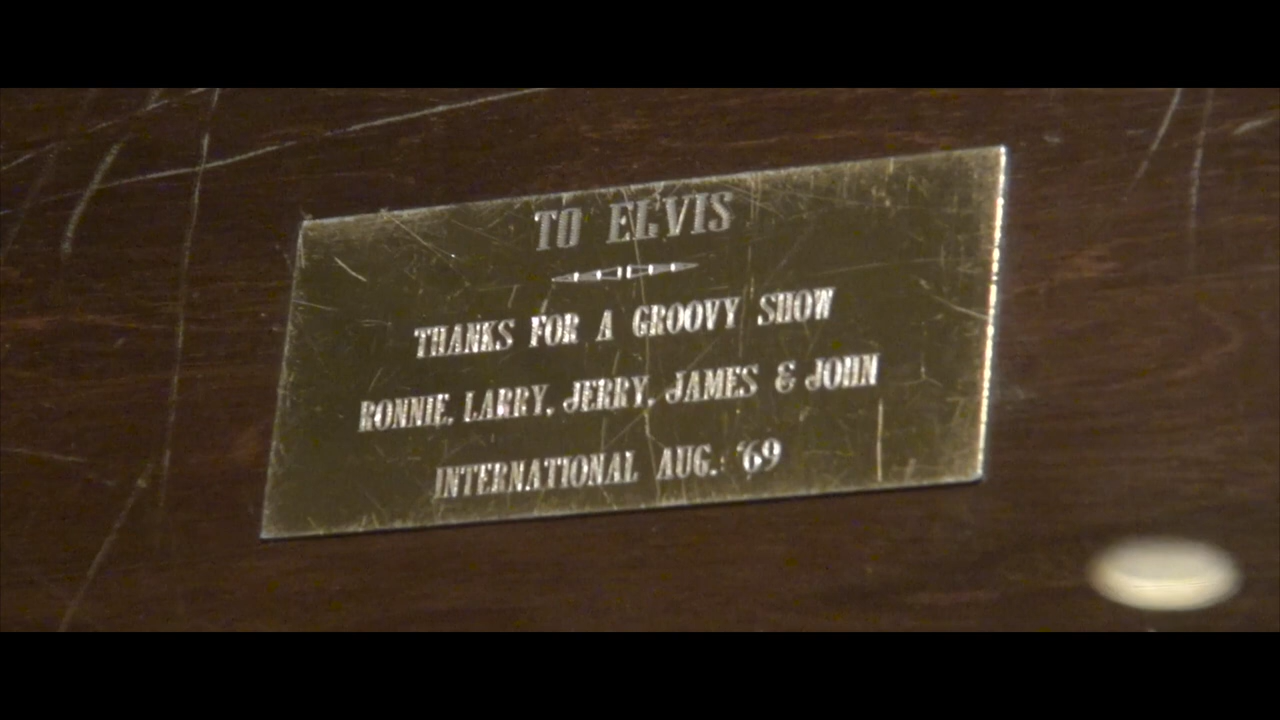 TO ELVIS
THANKS FOR A GROOVY SHOW
RONNIE, LARRY, JERRY, JAMES & JOHN
INTERNATIONAL AUG. '69